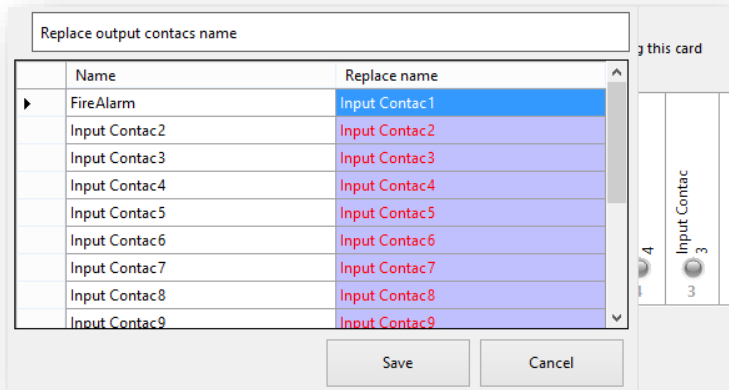 Replace output contacs name
g this card
Name Replace name
FireAlarm Input Contac1
Input Contac2 Input Contac2
Input Contac3 Input Contac3
Input Contac4 Input Contac4
Input Contac5 Input Contac5
Input Contac6 Input Contac6
Input Contac7 Input Contac7
Input Contac8 Input Contac8
Input Contac9 Input Contac9
4
Input Contac
3
4
3
Save Cancel